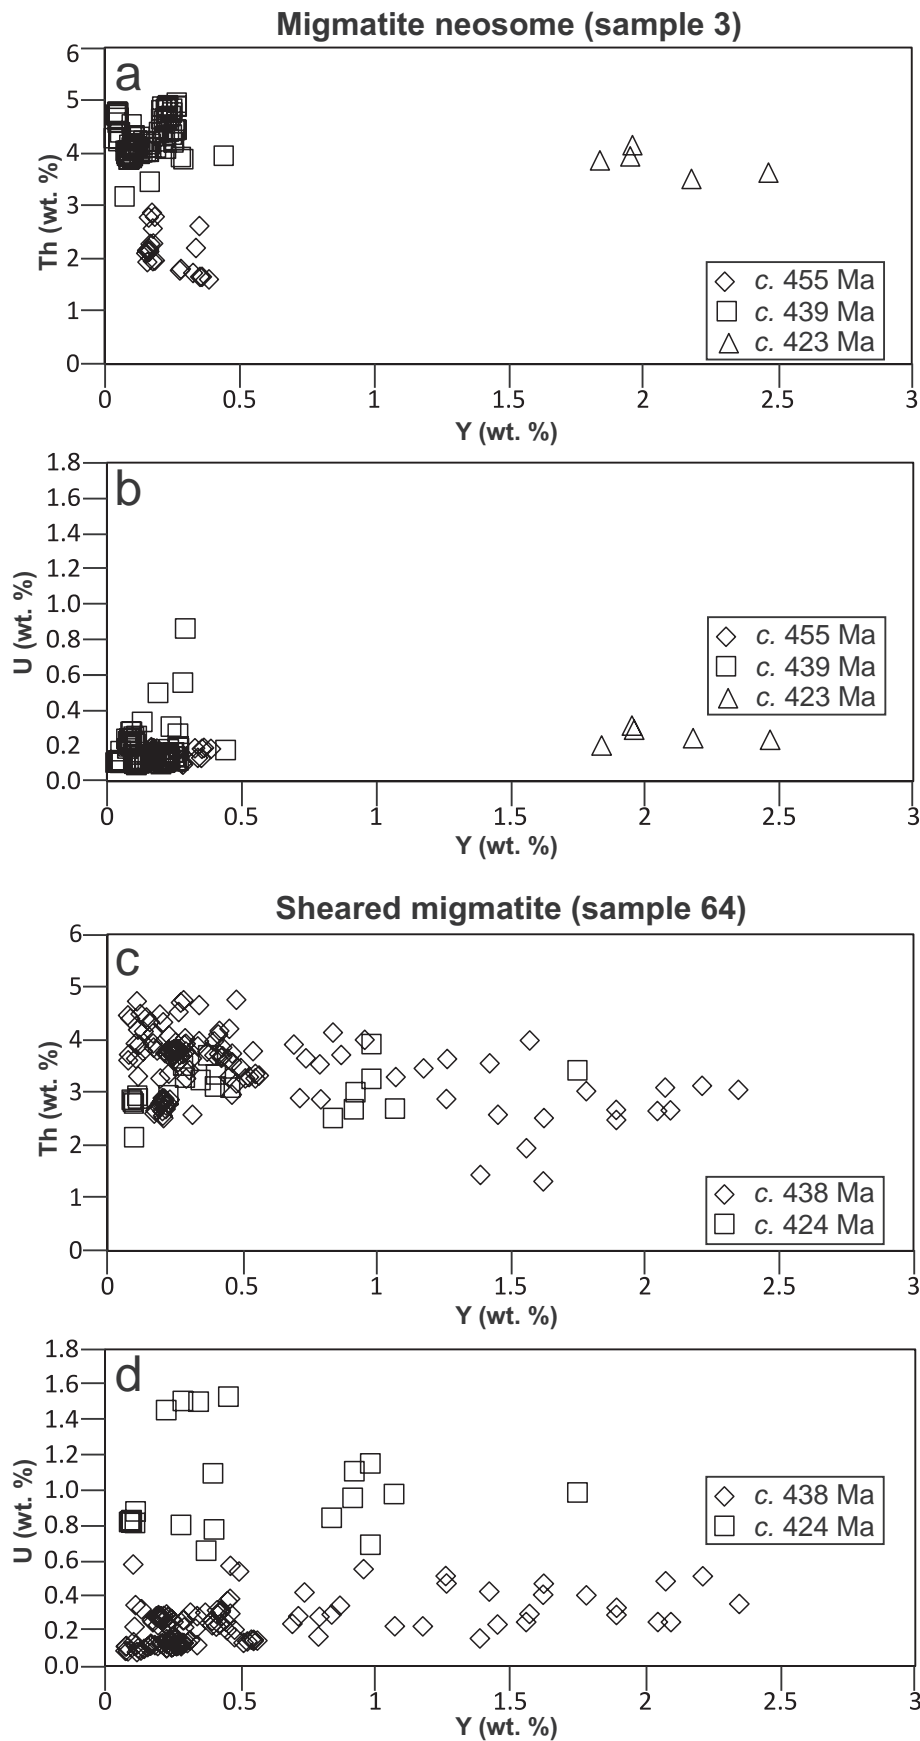 Migmatite neosome (sample 3)
a
6
5
4
3
2
1
0
Th (wt. %)
c. 455 Ma
c. 439 Ma
c. 423 Ma
0 0.5 1 1.5 2 2.5 3
Y (wt. %)
b
1.8
1.6
1.4
1.2
1.0
0.8
0.6
0.4
0.2
0.0
U (wt. %)
c. 455 Ma
c. 439 Ma
c. 423 Ma
0 0.5 1 1.5 2 2.5 3
Y (wt. %)
Sheared migmatite (sample 64)
c
6
5
4
3
2
1
0
Th (wt. %)
c. 438 Ma
c. 424 Ma
0 0.5 1 1.5 2 2.5 3
Y (wt. %)
d
1.8
1.6
1.4
1.2
1.0
0.8
0.6
0.4
0.2
0.0
U (wt. %)
c. 438 Ma
c. 424 Ma
0 0.5 1 1.5 2 2.5 3
Y (wt. %)